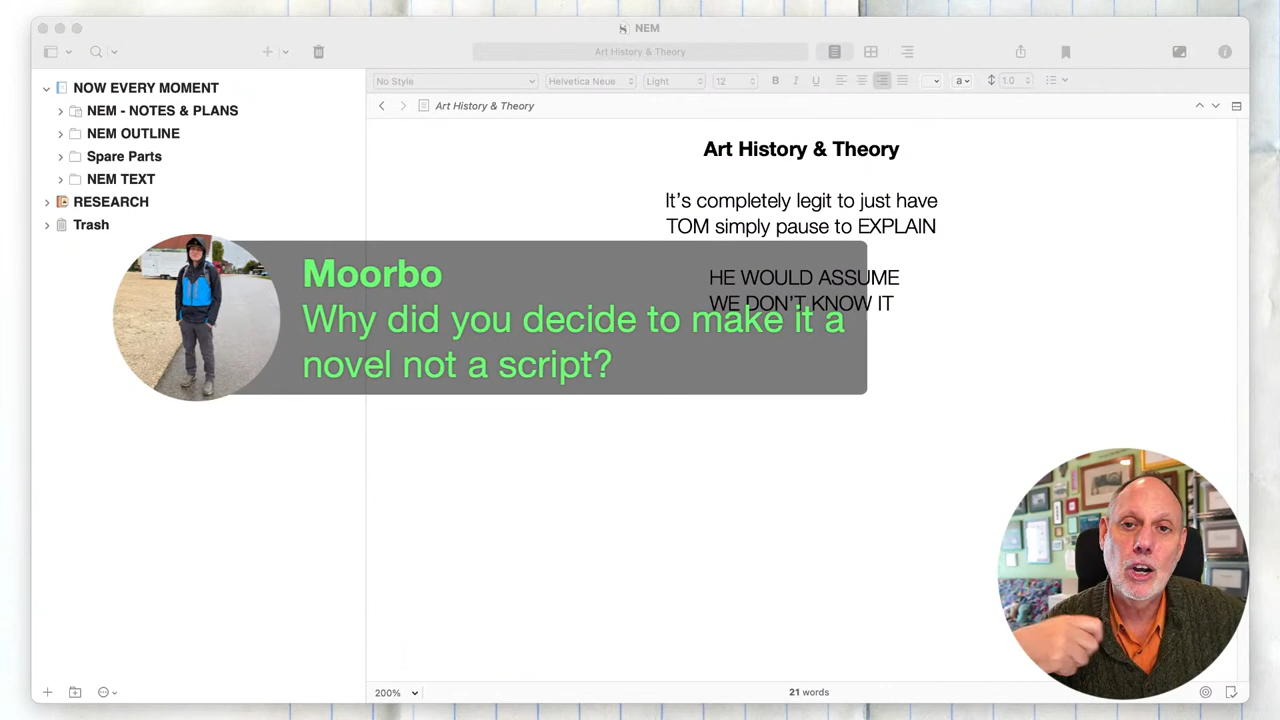 NEM
Art History & Theory
No Style
Helvetica Neue
Light
12
B I U
a
1.0
NOW EVERY MOMENT
NEM - NOTES & PLANS
NEM OUTLINE
Spare Parts
NEM TEXT
RESEARCH
Trash
Art History & Theory
Art History & Theory
It’s completely legit to just have
TOM simply pause to EXPLAIN
HE WOULD ASSUME
WE DON’T KNOW IT
Moorbo
Why did you decide to make it a
novel not a script?
200%
21 words